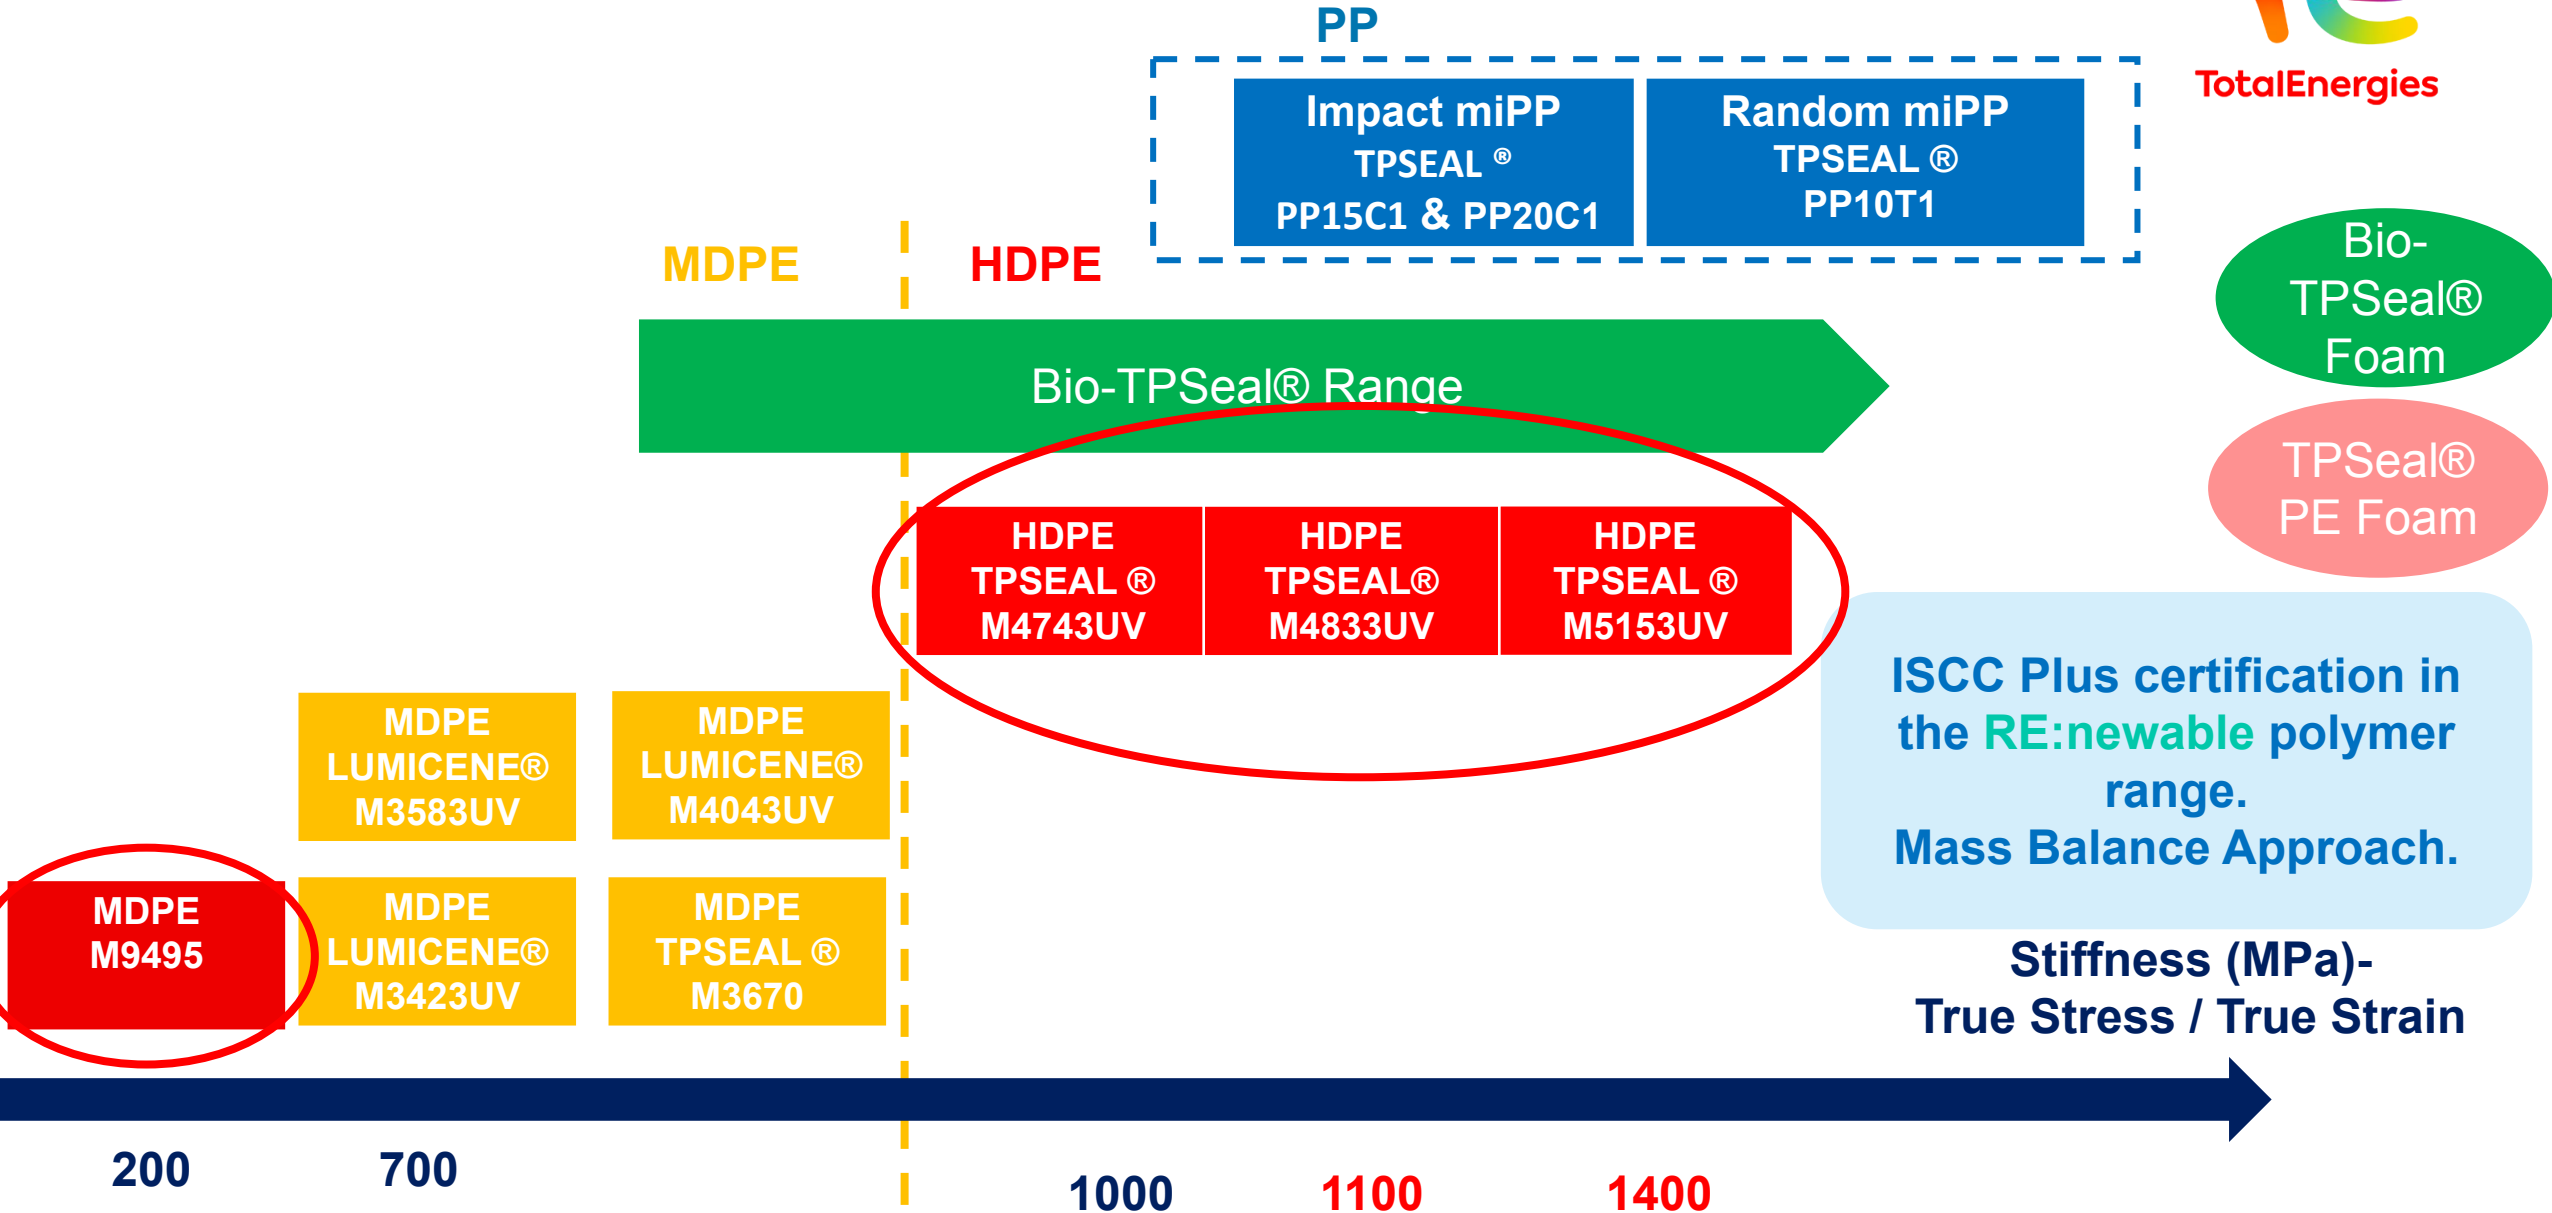 PP
TotalEnergies
Impact miPP
TPSEAL ®
PP15C1 & PP20C1
Random miPP
TPSEAL ®
PP10T1
MDPE
HDPE
Bio-
TPSeal®
Foam
Bio-TPSeal® Range
TPSeal®
PE Foam
HDPE
TPSEAL ®
M4743UV
HDPE
TPSEAL®
M4833UV
HDPE
TPSEAL ®
M5153UV
ISCC Plus certification in
the RE:newable polymer
range.
Mass Balance Approach.
MDPE
LUMICENE®
M3583UV
MDPE
LUMICENE®
M4043UV
MDPE
M9495
MDPE
LUMICENE®
M3423UV
MDPE
TPSEAL ®
M3670
Stiffness (MPa)-
True Stress / True Strain
200
700
1000
1100
1400